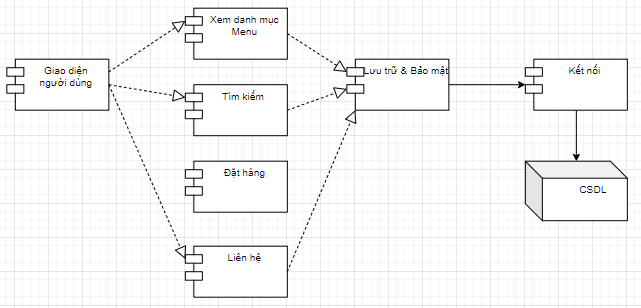 Xem danh mục
Menu
Giao diện
người dùng
Lưu trữ & Bảo mật
Kết nối
Tìm kiếm
Đặt hàng
CSDL
Liên hệ